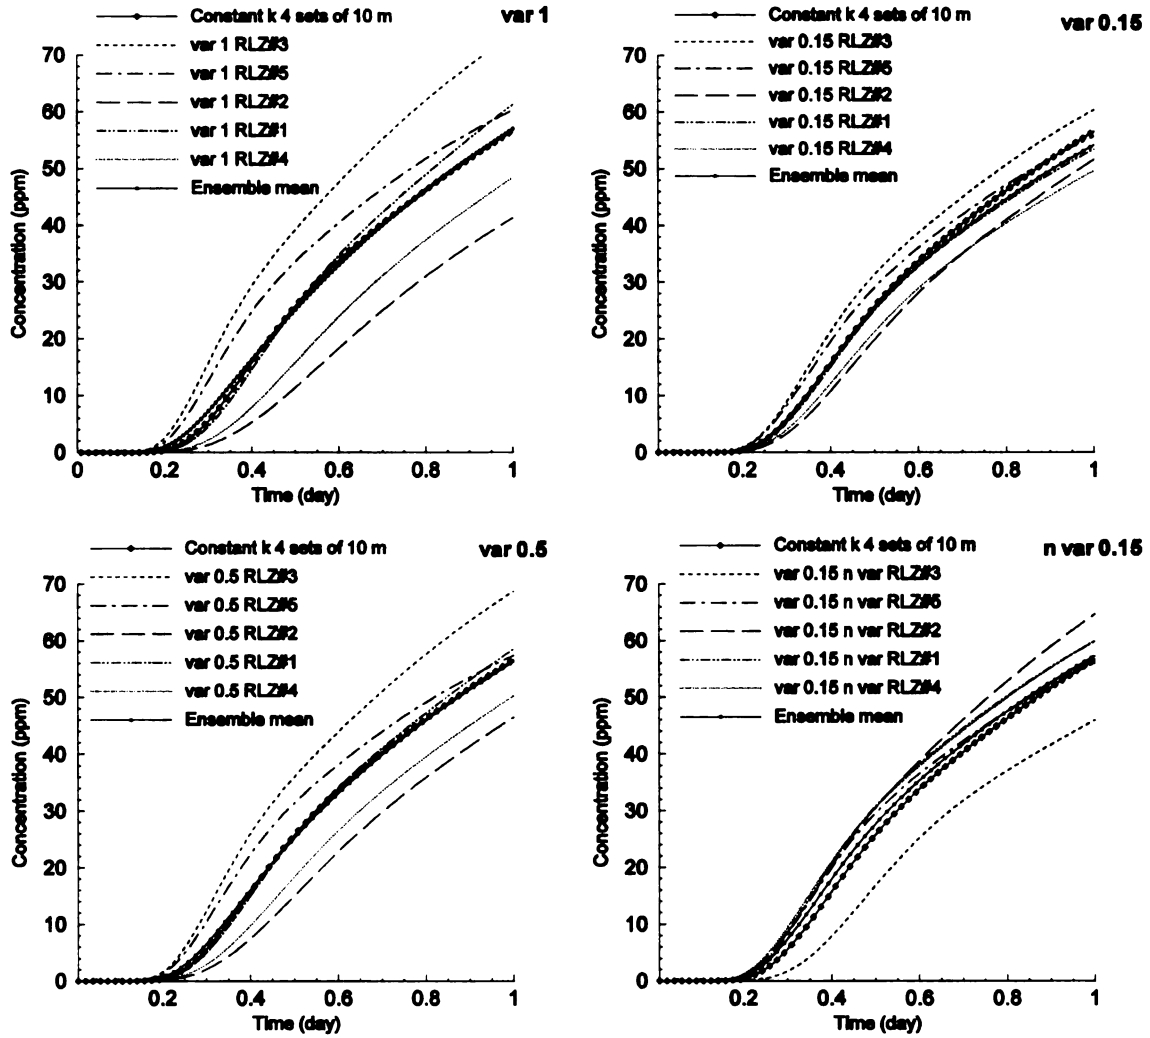 var 1
Constant k 4 sets of 10 m
var 1 RLZ#3
var 1 RLZ#5
var 1 RLZ#2
var 1 RLZ#1
var 1 RLZ#4
Ensemble mean
70
60
50
40
30
20
10
0
0
0.2
0.4
0.6
0.8
1
Concentration (ppm)
Time (day)
var 0.15
Constant k 4 sets of 10 m
var 0.15 RLZ#3
var 0.15 RLZ#5
var 0.15 RLZ#2
var 0.15 RLZ#1
var 0.15 RLZ#4
Ensemble mean
70
60
50
40
30
20
10
0
0.2
0.4
0.6
0.8
1
Concentration (ppm)
Time (day)
var 0.5
Constant k 4 sets of 10 m
var 0.5 RLZ#3
var 0.5 RLZ#5
var 0.5 RLZ#2
var 0.5 RLZ#1
var 0.5 RLZ#4
Ensemble mean
70
60
50
40
30
20
10
0
0.2
0.4
0.6
0.8
1
Concentration (ppm)
Time (day)
n var 0.15
Constant k 4 sets of 10 m
var 0.15 n var RLZ#3
var 0.15 n var RLZ#5
var 0.15 n var RLZ#2
var 0.15 n var RLZ#1
var 0.15 n var RLZ#4
Ensemble mean
70
60
50
40
30
20
10
0
0.2
0.4
0.6
0.8
1
Concentration (ppm)
Time (day)